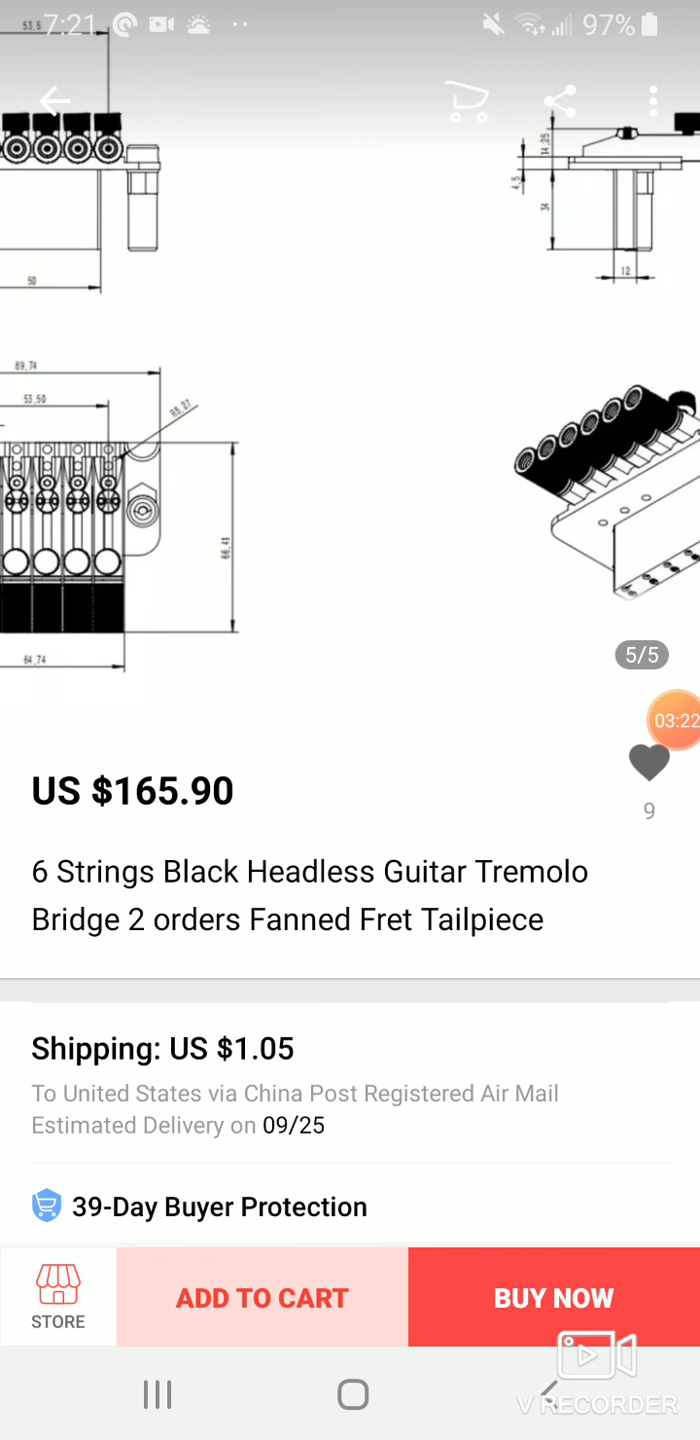 7:21
97%
53,5
14,25
4,5
34
50
12
89,74
53,50
R5,27
66,41
64,74
5/5
03:22
US $165.90
9
6 Strings Black Headless Guitar Tremolo
Bridge 2 orders Fanned Fret Tailpiece
Shipping: US $1.05
To United States via China Post Registered Air Mail
Estimated Delivery on 09/25
39-Day Buyer Protection
STORE
ADD TO CART
BUY NOW
V RECORDER